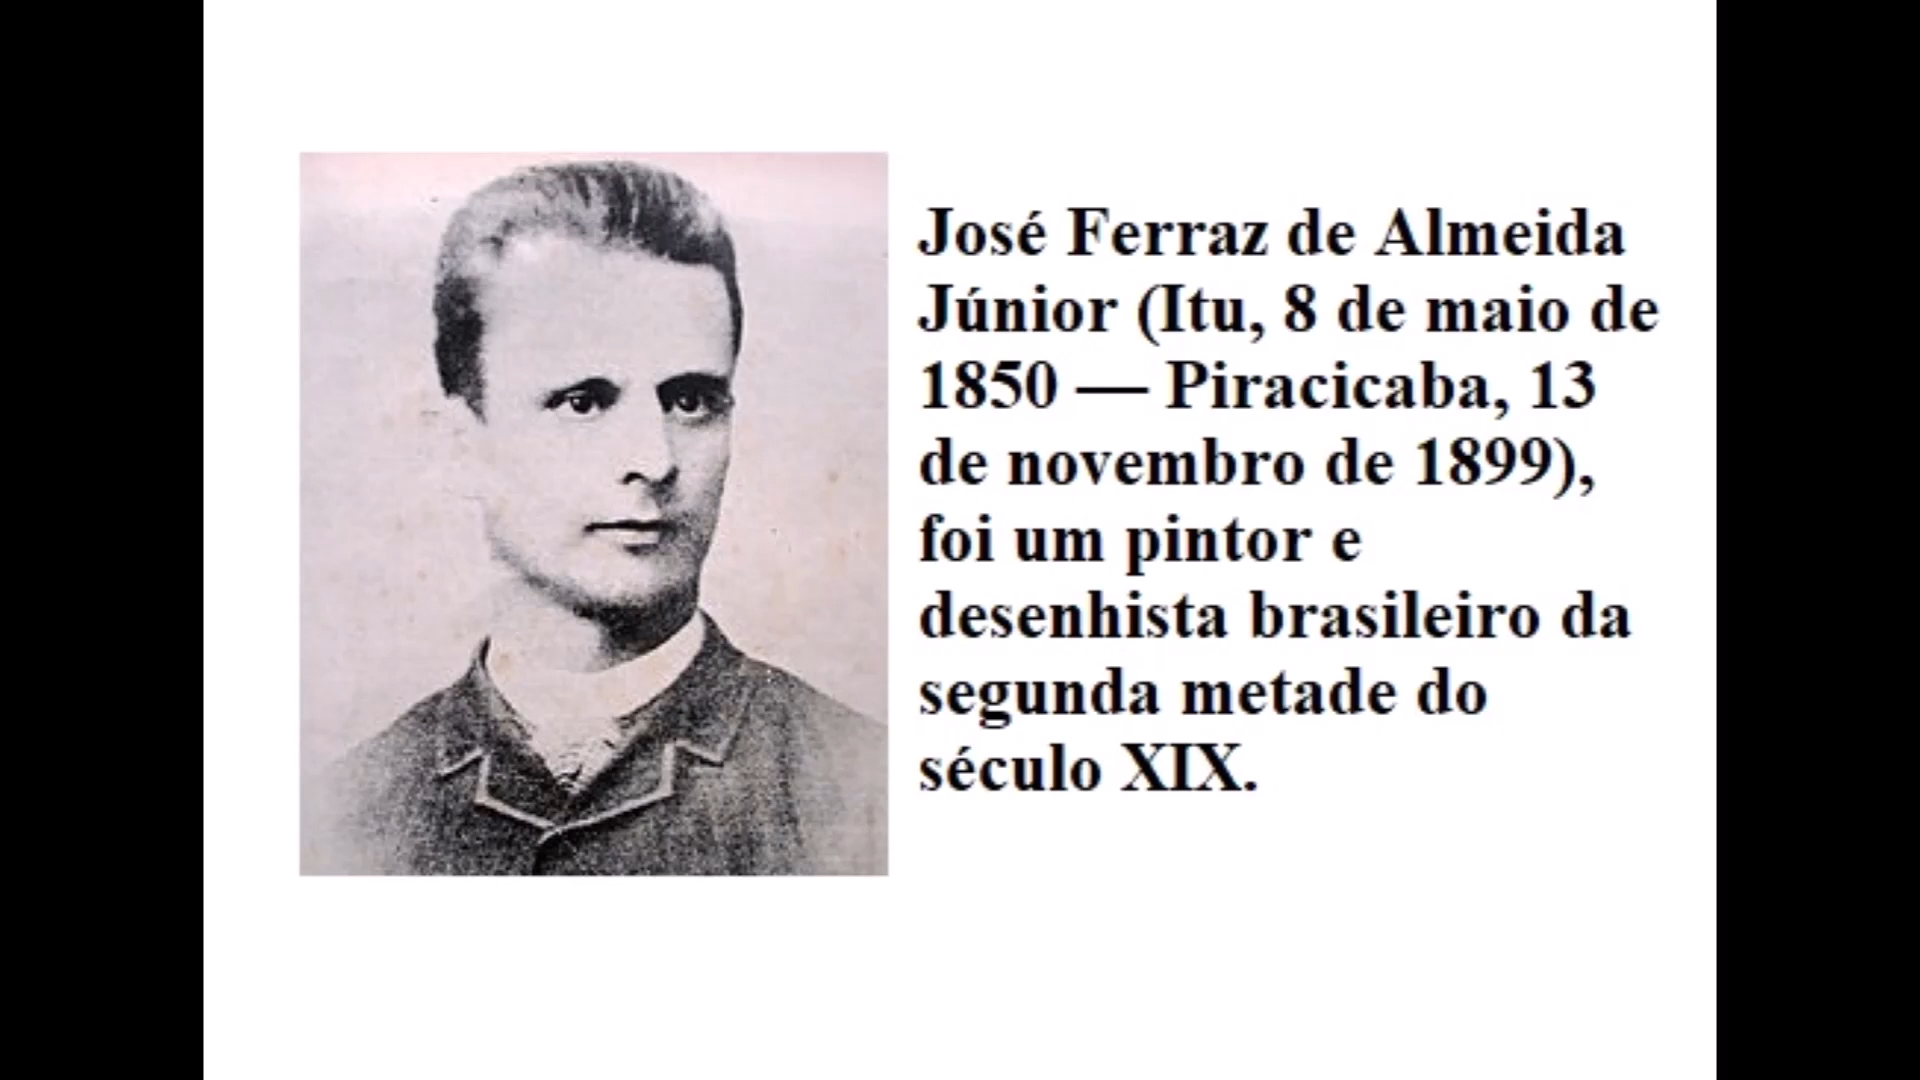 José Ferraz de Almeida
Júnior (Itu, 8 de maio de
1850 — Piracicaba, 13
de novembro de 1899),
foi um pintor e
desenhista brasileiro da
segunda metade do
século XIX.